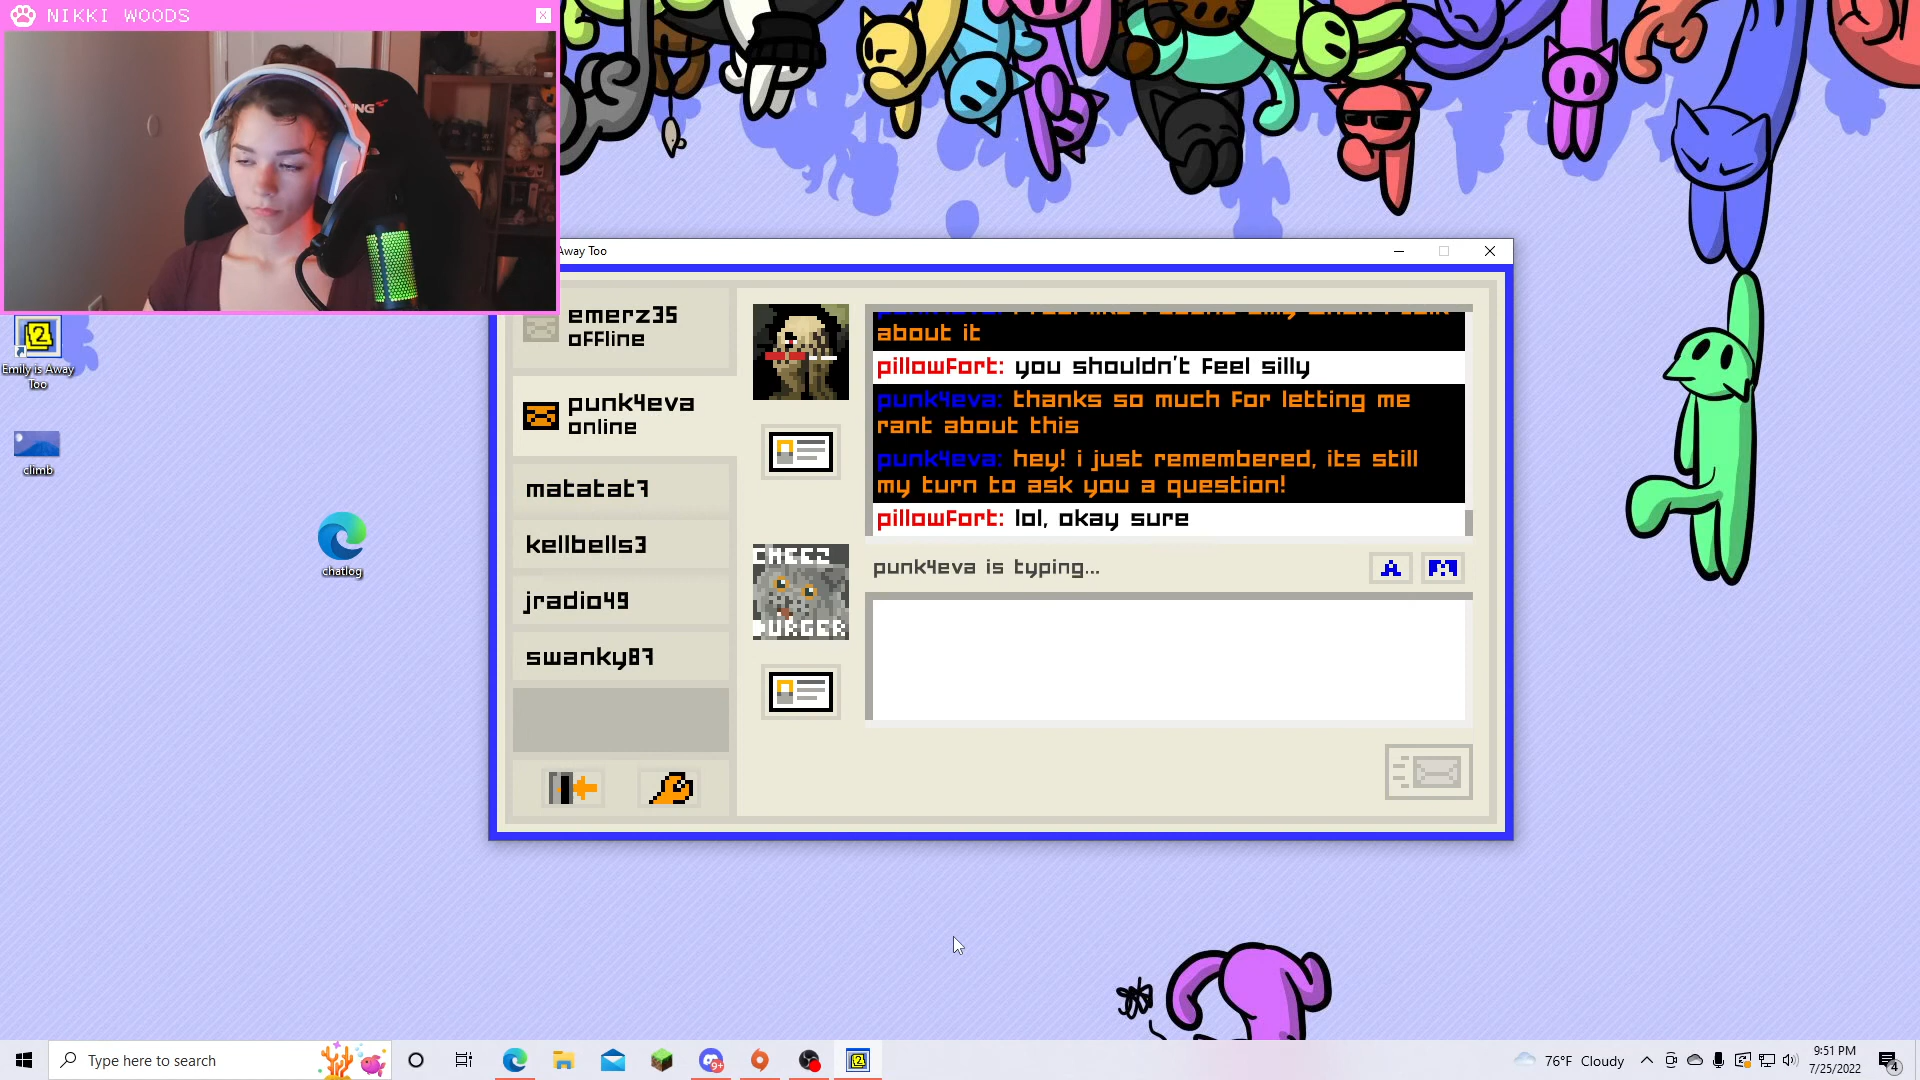 NIKKI WOODS
Away Too
emerz35
offline
punk4eva
online
matatat7
kellbells3
jradio49
swanky87
about it
pillowFort: you shouldn't feel silly
punk4eva: thanks so much for letting me
rant about this
punk4eva: hey! i just remembered, its still
my turn to ask you a question!
pillowFort: lol, okay sure
punk4eva is typing...
A
CHEEZ
BURGER
Emily is Away
Too
climb
chatlog
Type here to search
9+
76°F Cloudy
9:51 PM
7/25/2022
4